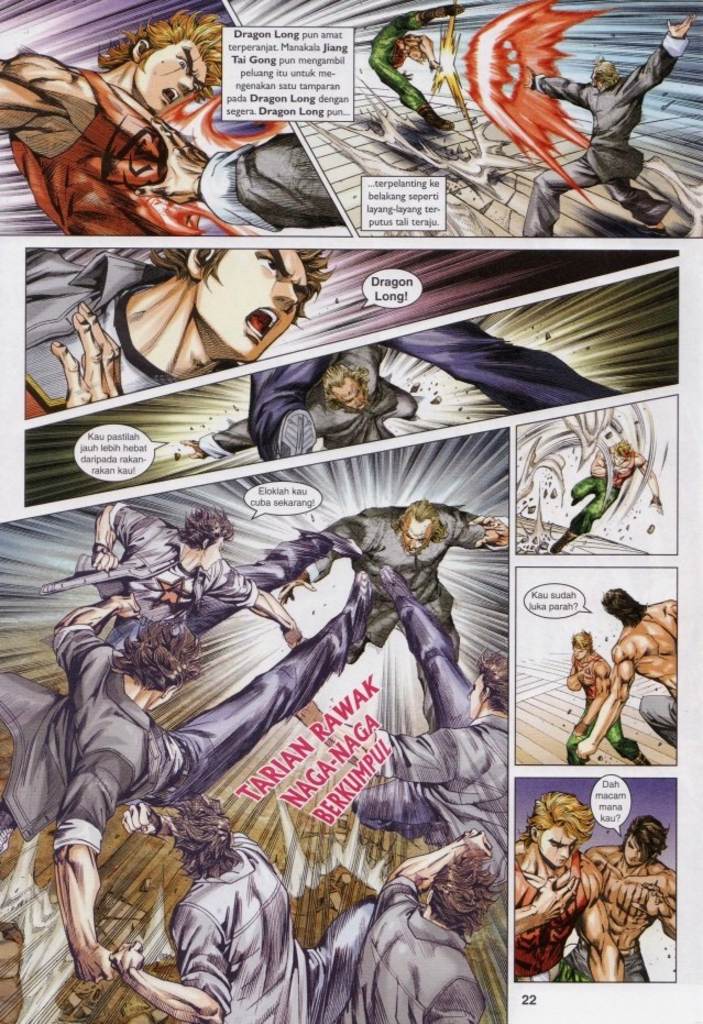 Dragon Long pun amat
terperanjat. Manakala Jiang
Tai Gong pun mengambil
peluang itu untuk me-
ngenakan satu tamparan
pada Dragon Long dengan
segera. Dragon Long pun...
...terpelanting ke
belakang seperti
layang-layang ter-
putus tali teraju.
Dragon
Long!
Kau pastilah
jauh lebih hebat
daripada rakan-
rakan kau!
Eloklah kau
cuba sekarang!
TARIAN RAWAK
NAGA-NAGA
BERKUMPUL
Kau sudah
luka parah?
Dah
macam
mana
kau?
22